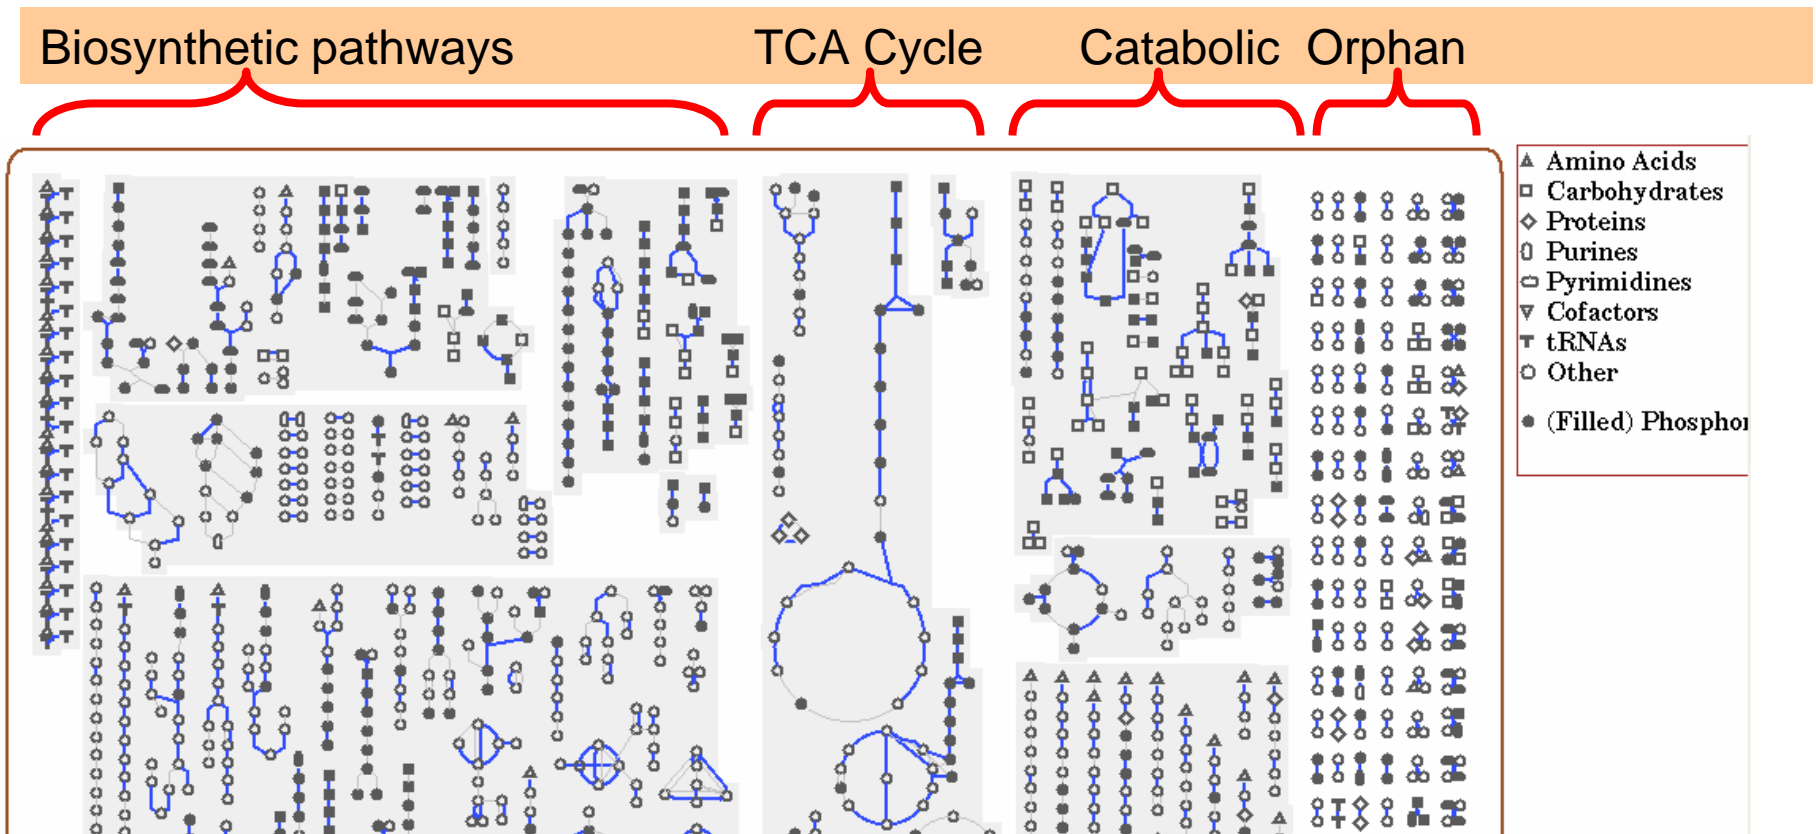 Biosynthetic pathways TCA Cycle Catabolic Orphan
Amino Acids
Carbohydrates
Proteins
Purines
Pyrimidines
Cofactors
tRNAs
Other
(Filled) Phosphor